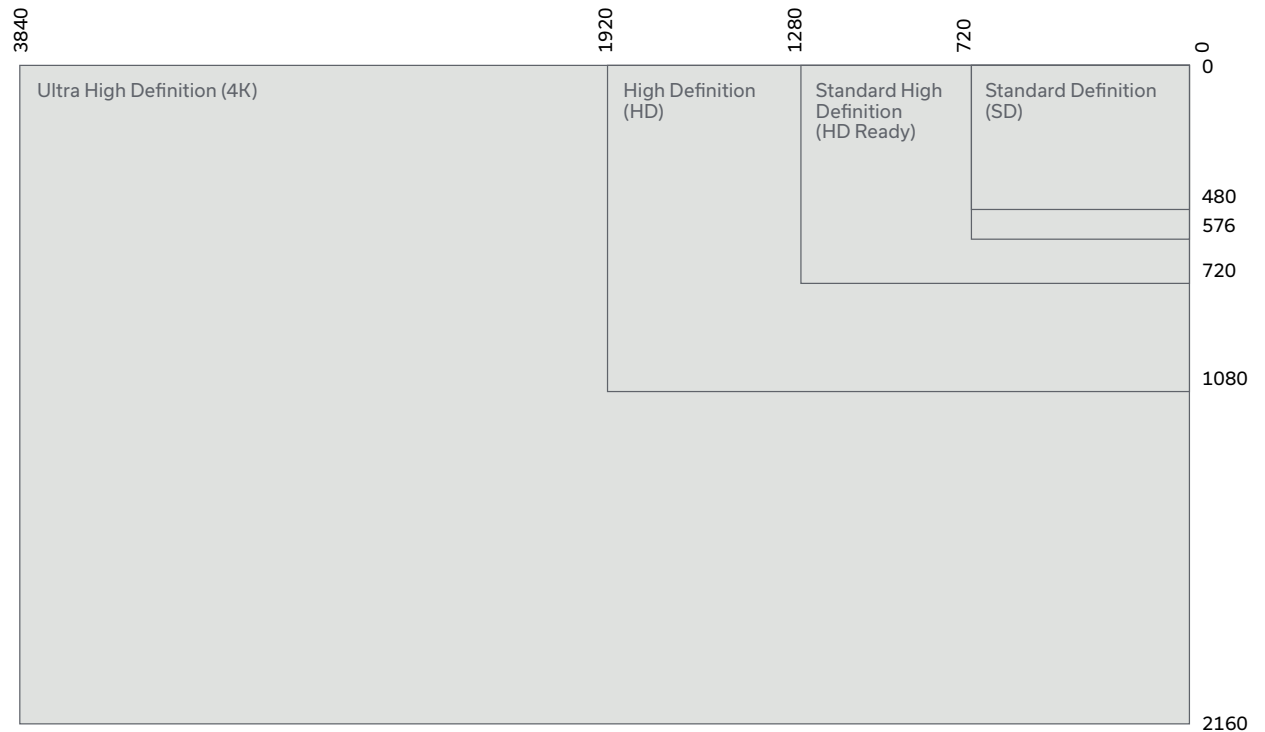 3840
1920
1280
720
0
0
Ultra High Definition (4K)
High Definition
(HD)
Standard High
Definition
(HD Ready)
Standard Definition
(SD)
480
576
720
1080
2160